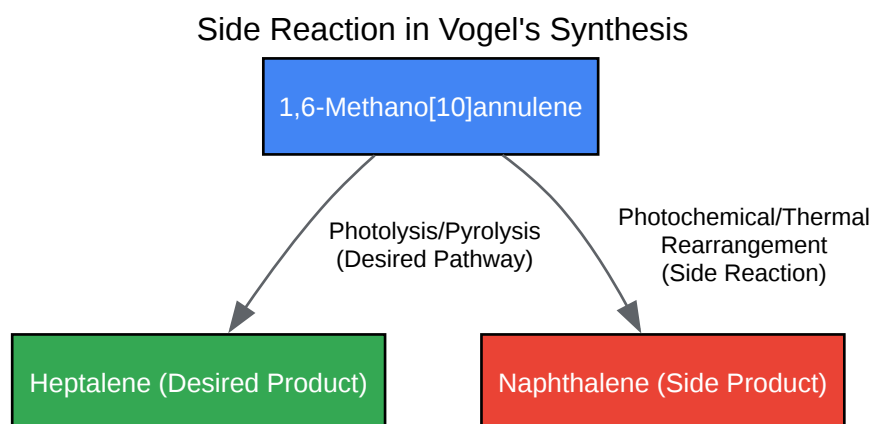 Side Reaction in Vogel's Synthesis
1,6-Methano[10]annulene
Photolysis/Pyrolysis
(Desired Pathway)
Photochemical/Thermal
Rearrangement
(Side Reaction)
Heptalene (Desired Product)
Naphthalene (Side Product)